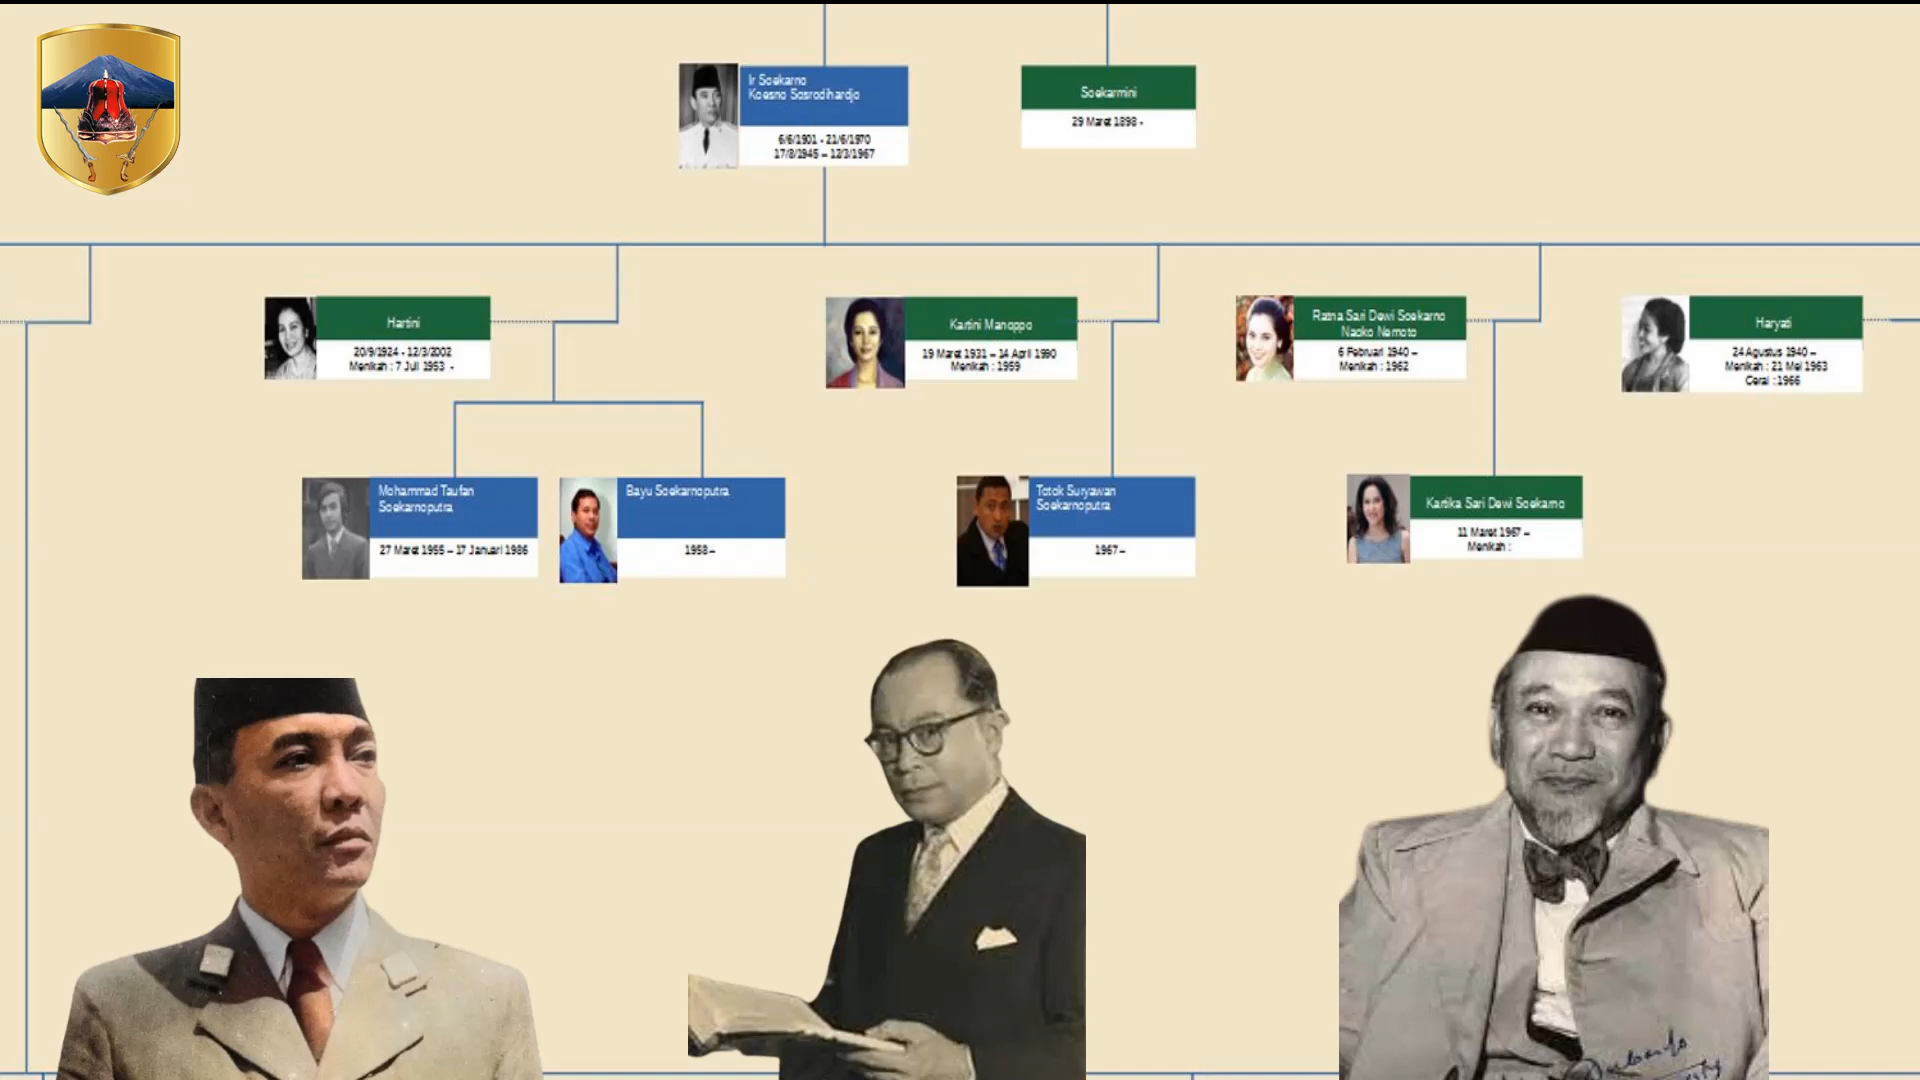 Ir Soekarno
Koesno Sosrodihardjo
6/6/1901 - 21/6/1970
17/8/1945 – 12/3/1967
Soekarmini
29 Maret 1898 -
Hartini
20/9/1924 - 12/3/2002
Menikah : 7 Juli 1953 -
Kartini Manoppo
19 Maret 1931 – 14 April 1990
Menikah : 1959
Ratna Sari Dewi Soekarno
Naoko Nemoto
6 Februari 1940 –
Menikah : 1962
Haryati
24 Agustus 1940 –
Menikah : 21 Mei 1963
Cerai : 1966
Mohammad Taufan
Soekarnoputra
27 Maret 1955 – 17 Januari 1986
Bayu Soekarnoputra
1958 –
Totok Suryawan
Soekarnoputra
1967 –
Kartika Sari Dewi Soekarno
11 Maret 1967 –
Menikah :